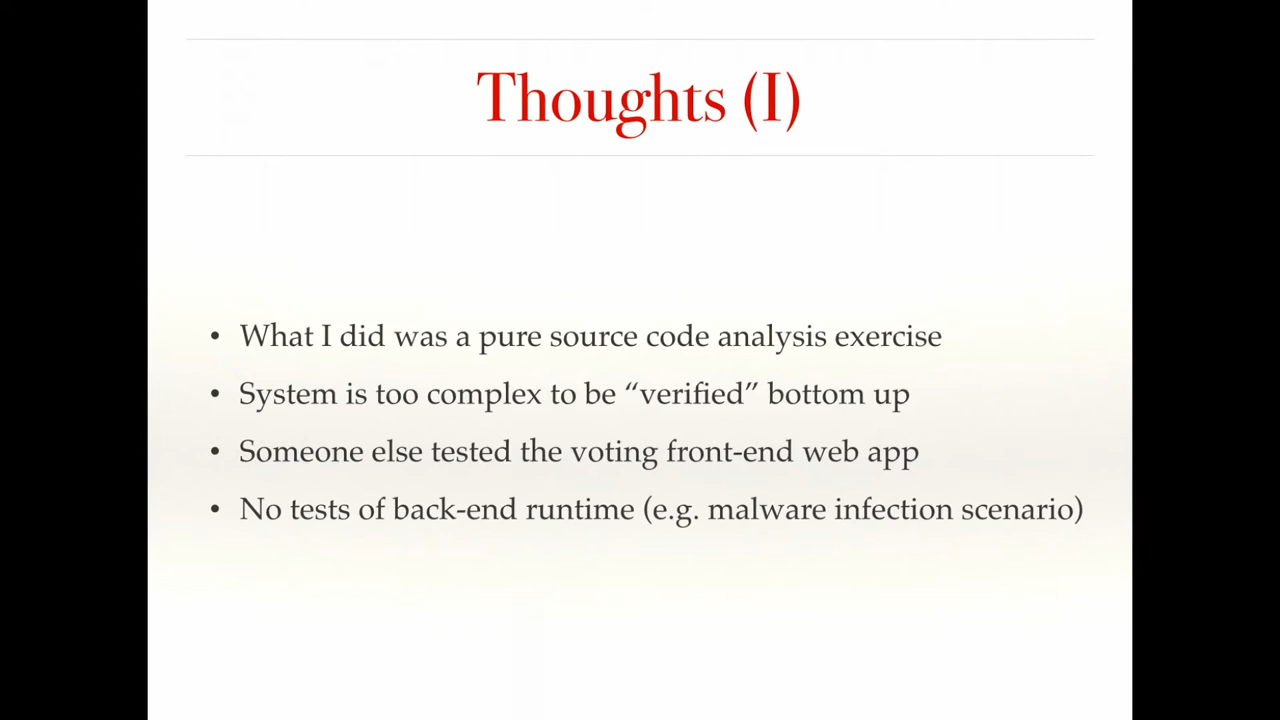 Thoughts (I)
• What I did was a pure source code analysis exercise
• System is too complex to be “verified” bottom up
• Someone else tested the voting front-end web app
• No tests of back-end runtime (e.g. malware infection scenario)